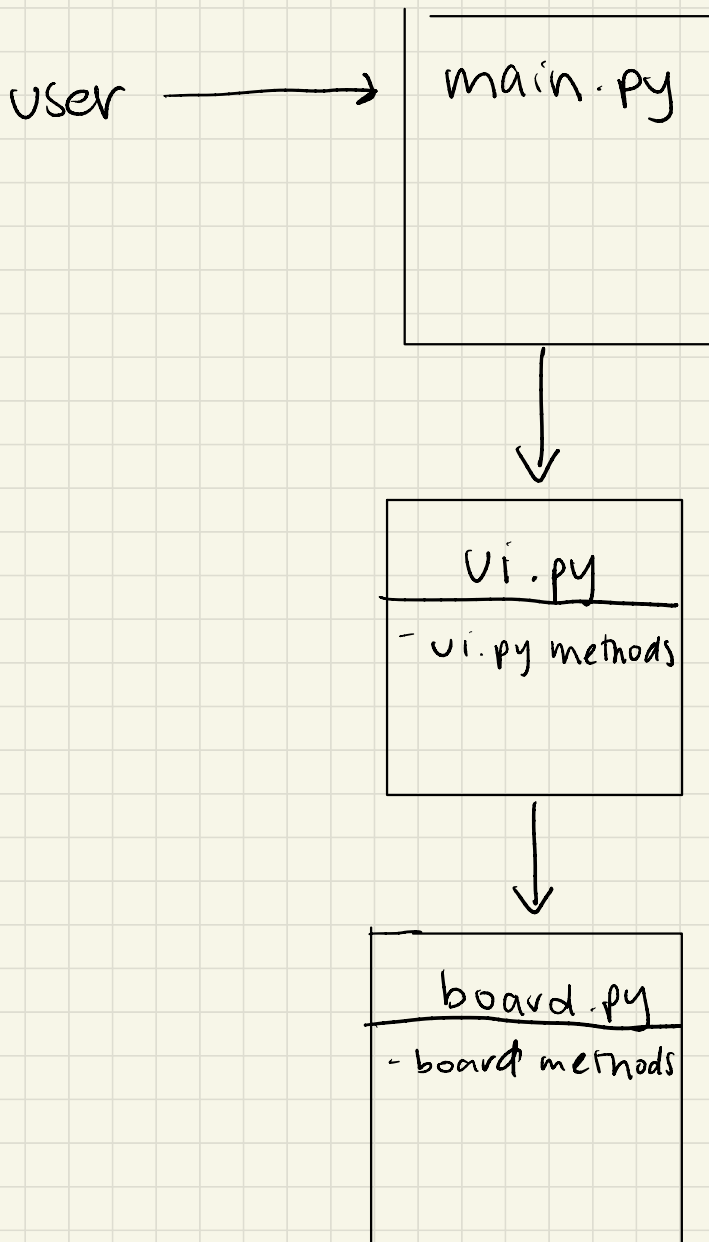 user
main.py
ui.py
- ui.py methods
board.py
- board methods